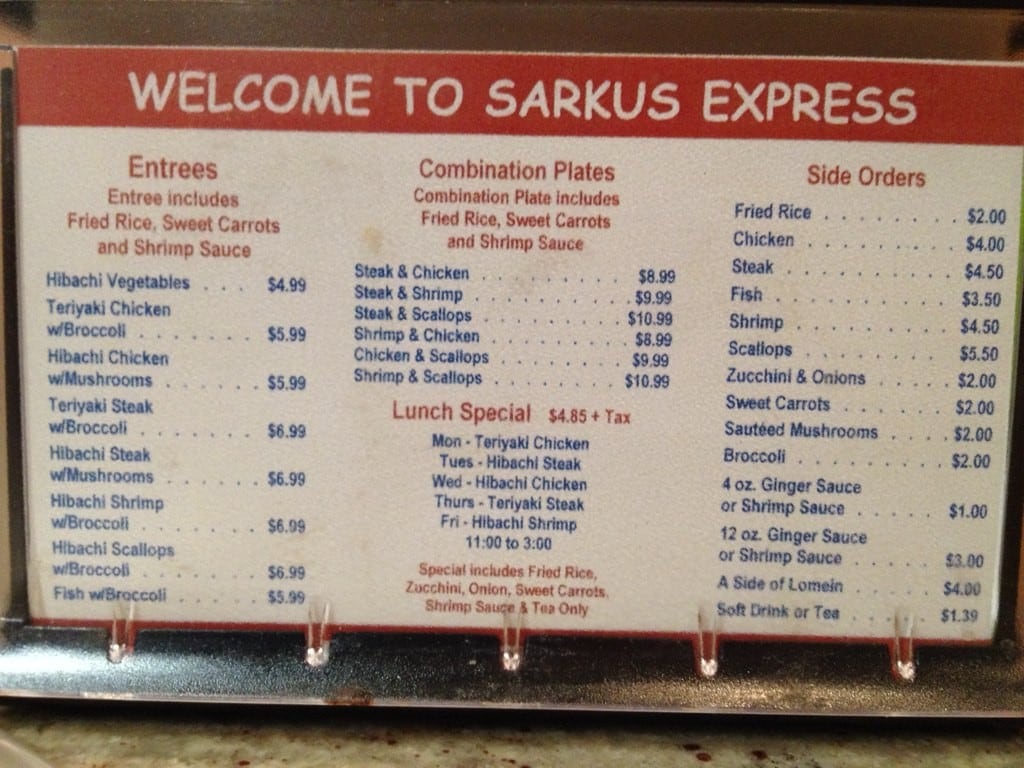 WELCOME TO SARKUS EXPRESS
Entrees
Entree includes
Fried Rice, Sweet Carrots
and Shrimp Sauce
Hibachi Vegetables . . . $4.99
Teriyaki Chicken
w/Broccoli . . . . . . . $5.99
Hibachi Chicken
w/Mushrooms . . . . . . $5.99
Teriyaki Steak
w/Broccoli . . . . . . . $6.99
Hibachi Steak
w/Mushrooms . . . . . . $6.99
Hibachi Shrimp
w/Broccoli . . . . . . . $6.99
Hibachi Scallops
w/Broccoli . . . . . . . $6.99
Fish w/Broccoli . . . . . $5.99
Combination Plates
Combination Plate includes
Fried Rice, Sweet Carrots
and Shrimp Sauce
Steak & Chicken . . . . . . . . $8.99
Steak & Shrimp . . . . . . . . $9.99
Steak & Scallops . . . . . . . . $10.99
Shrimp & Chicken . . . . . . . . $8.99
Chicken & Scallops . . . . . . . $9.99
Shrimp & Scallops . . . . . . . $10.99
Lunch Special $4.85 + Tax
Mon - Teriyaki Chicken
Tues - Hibachi Steak
Wed - Hibachi Chicken
Thurs - Teriyaki Steak
Fri - Hibachi Shrimp
11:00 to 3:00
Special includes Fried Rice,
Zucchini, Onion, Sweet Carrots,
Shrimp Sauce & Tea Only
Side Orders
Fried Rice . . . . . . . . $2.00
Chicken . . . . . . . . . $4.00
Steak . . . . . . . . . . $4.50
Fish . . . . . . . . . . . $3.50
Shrimp . . . . . . . . . . $4.50
Scallops . . . . . . . . . $5.50
Zucchini & Onions . . . . . $2.00
Sweet Carrots . . . . . . . $2.00
Sautéed Mushrooms . . . . $2.00
Broccoli . . . . . . . . . . $2.00
4 oz. Ginger Sauce
or Shrimp Sauce . . . . . $1.00
12 oz. Ginger Sauce
or Shrimp Sauce . . . . . $3.00
A Side of Lomein . . . . . $4.00
Soft Drink or Tea . . . . . $1.39